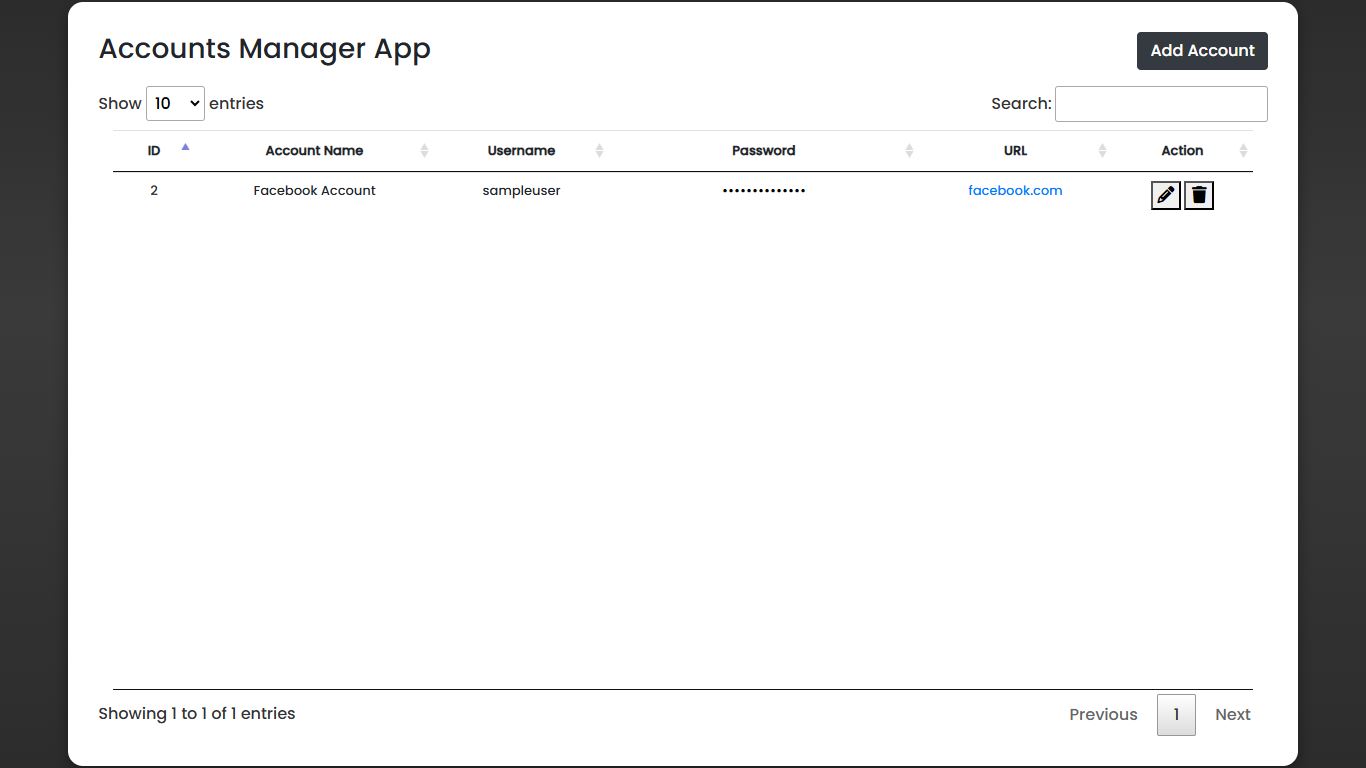 Accounts Manager App
Add Account
Show 10 entries
Search:
ID Account Name Username Password URL Action
2 Facebook Account sampleuser •••••••••••••• facebook.com
Showing 1 to 1 of 1 entries
Previous 1 Next